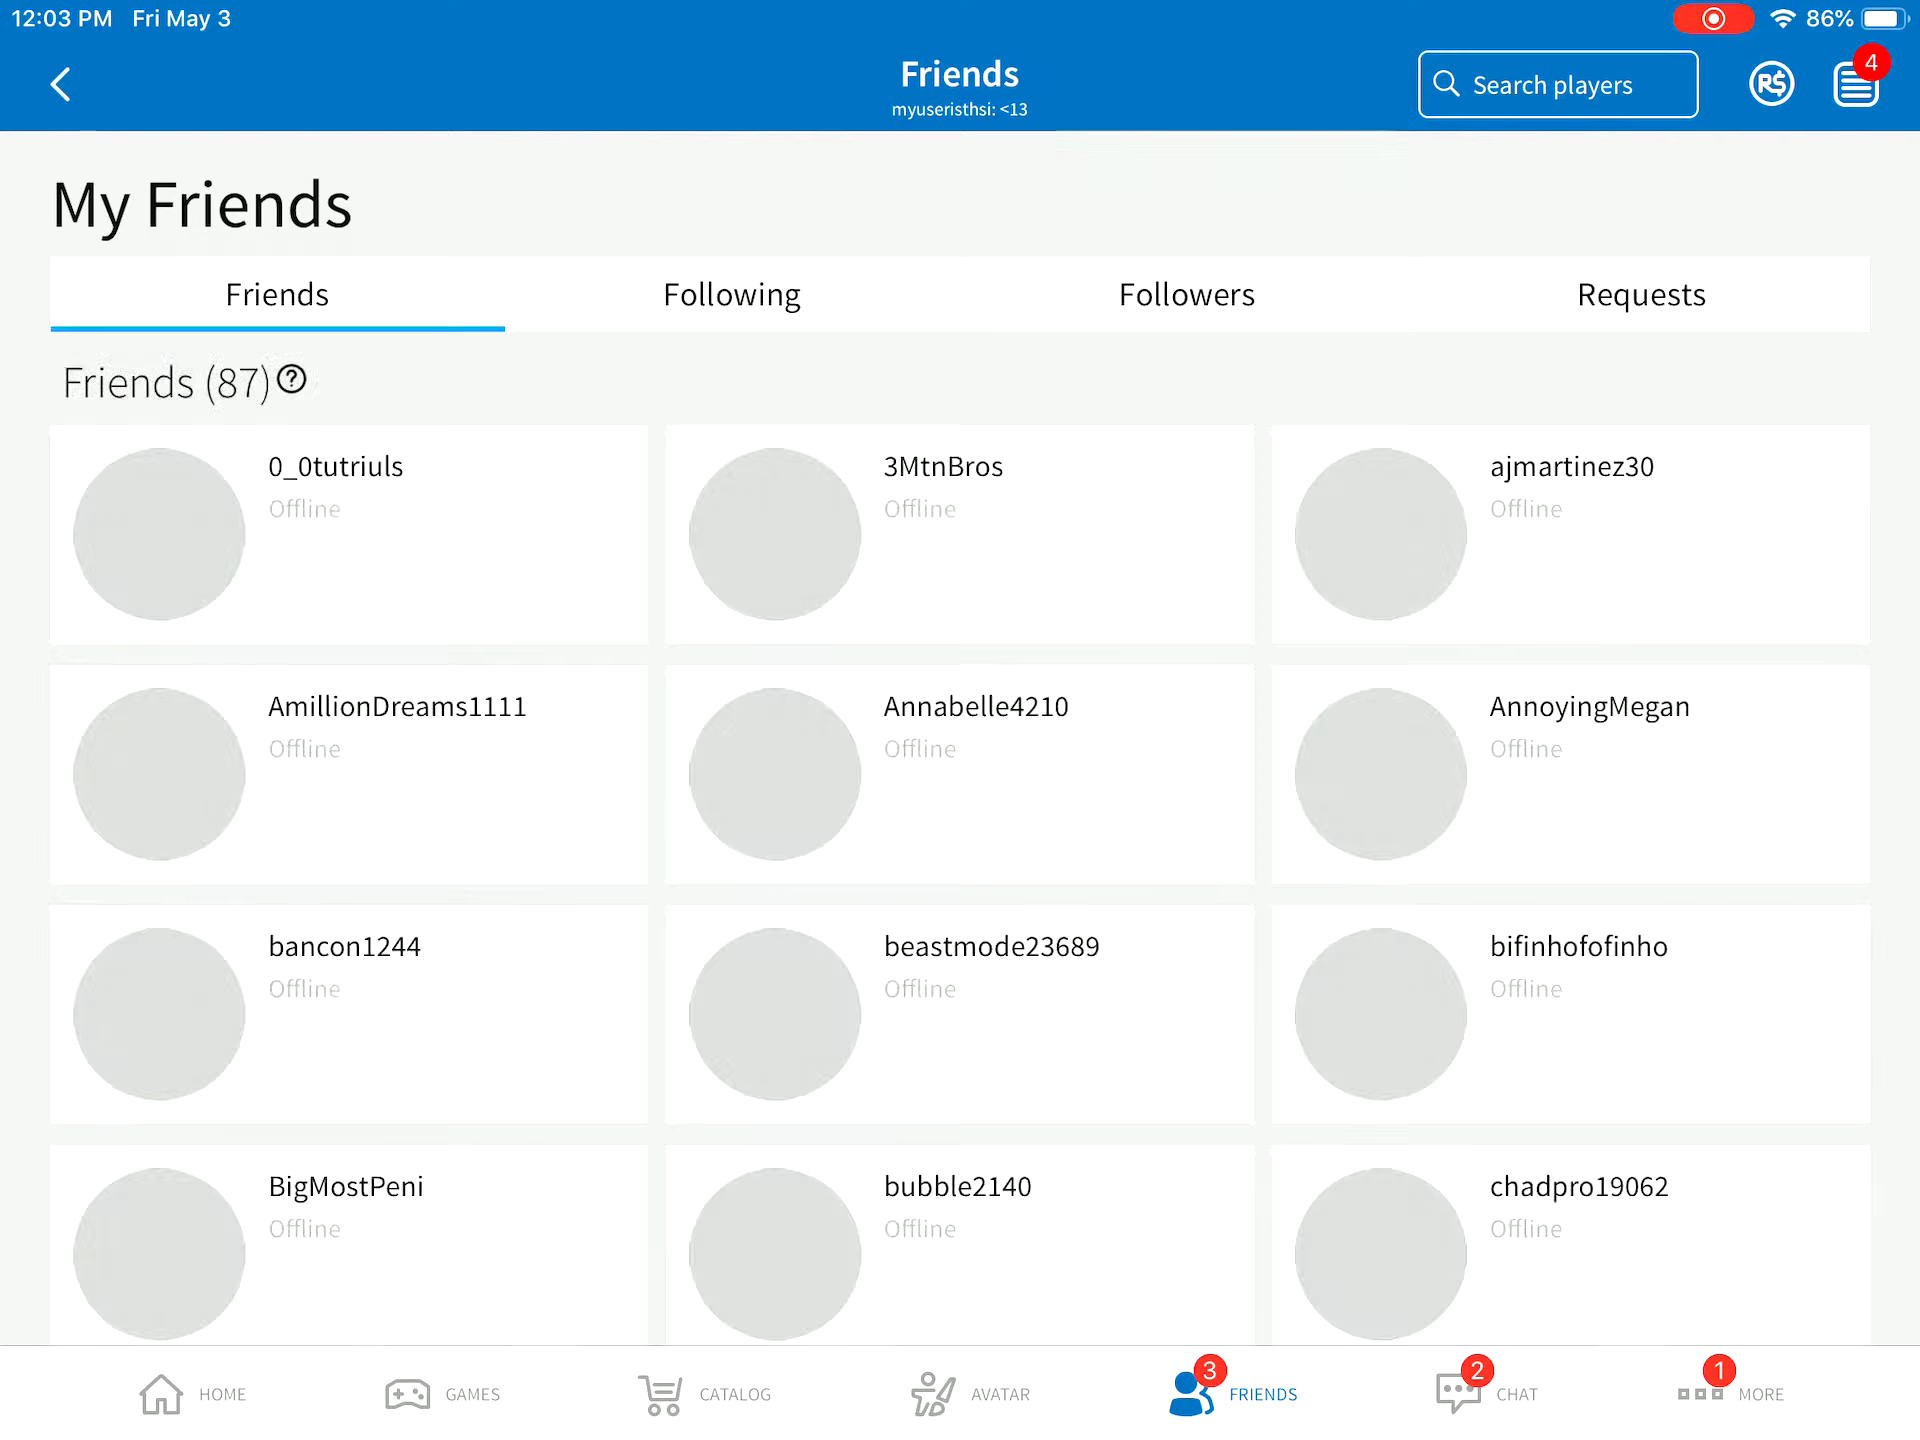 12:03 PM Fri May 3
86%
Friends
myuseristhsi: <13
Search players
R$
4
My Friends
Friends Following Followers Requests
Friends (87)?
0_0tutriuls 3MtnBros ajmartinez30
Offline Offline Offline
AmillionDreams1111 Annabelle4210 AnnoyingMegan
Offline Offline Offline
bancon1244 beastmode23689 bifinhofofinho
Offline Offline Offline
BigMostPeni bubble2140 chadpro19062
Offline Offline Offline
3 2 1
HOME GAMES CATALOG AVATAR FRIENDS CHAT MORE